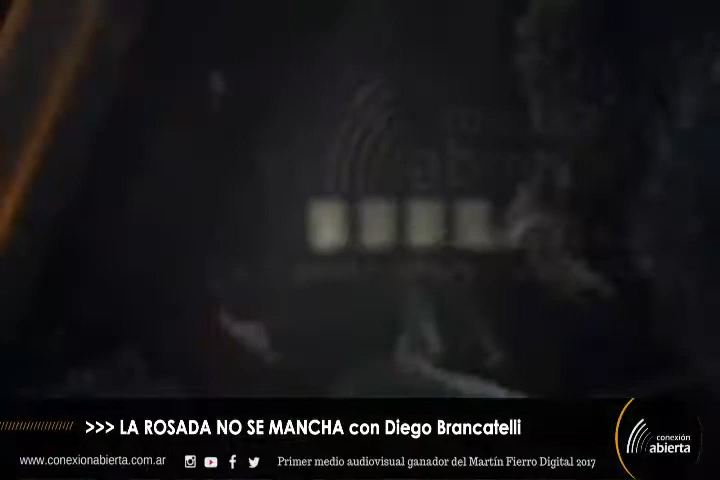 >>> LA ROSADA NO SE MANCHA con Diego Brancatelli
conexión
abierta
www.conexionabierta.com.ar
Primer medio audiovisual ganador del Martín Fierro Digital 2017